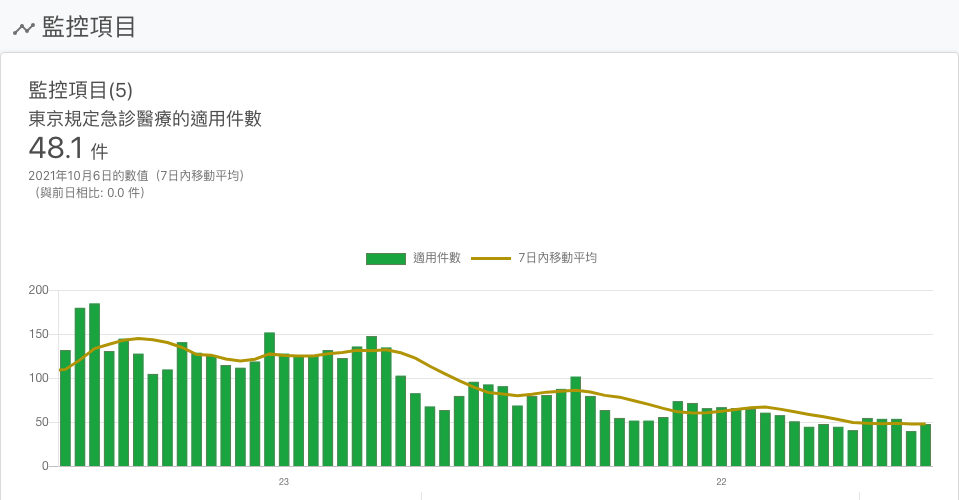 監控項目
監控項目(5)
東京規定急診醫療的適用件數
48.1 件
2021年10月6日的數值（7日內移動平均）
（與前日相比: 0.0 件）
適用件數 7日內移動平均
200
150
100
50
0
23 22